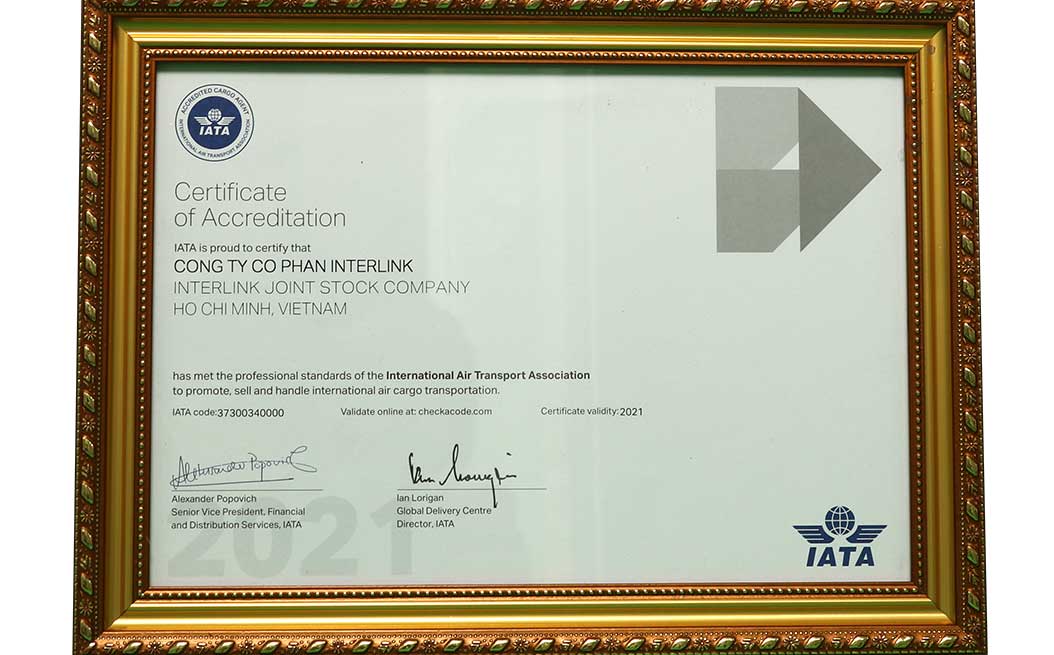 ACCREDITED CARGO AGENT
IATA
INTERNATIONAL AIR TRANSPORT ASSOCIATION
Certificate
of Accreditation
IATA is proud to certify that
CONG TY CO PHAN INTERLINK
INTERLINK JOINT STOCK COMPANY
HO CHI MINH, VIETNAM
has met the professional standards of the International Air Transport Association
to promote, sell and handle international air cargo transportation.
IATA code:37300340000 Validate online at: checkacode.com Certificate validity:2021
Alexander Popovich
Ian Lorigan
Alexander Popovich
Senior Vice President, Financial
and Distribution Services, IATA
Ian Lorigan
Global Delivery Centre
Director, IATA
2021
IATA